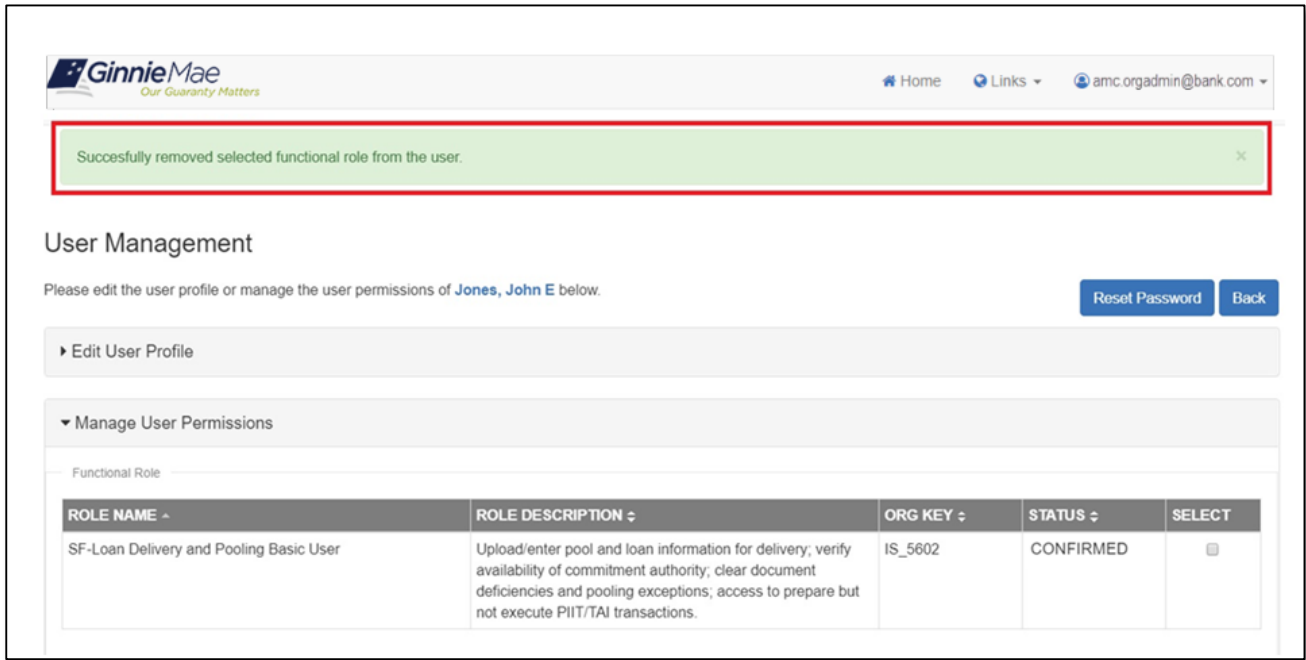 GinnieMae
Our Guaranty Matters
Home Links amc.orgadmin@bank.com
Succesfully removed selected functional role from the user. ×
User Management
Please edit the user profile or manage the user permissions of Jones, John E below.
Reset Password Back
Edit User Profile
Manage User Permissions
Functional Role
ROLE NAME ROLE DESCRIPTION ORG KEY STATUS SELECT
SF-Loan Delivery and Pooling Basic User Upload/enter pool and loan information for delivery; verify IS_5602 CONFIRMED
availability of commitment authority; clear document
deficiencies and pooling exceptions; access to prepare but
not execute PIIT/TAI transactions.